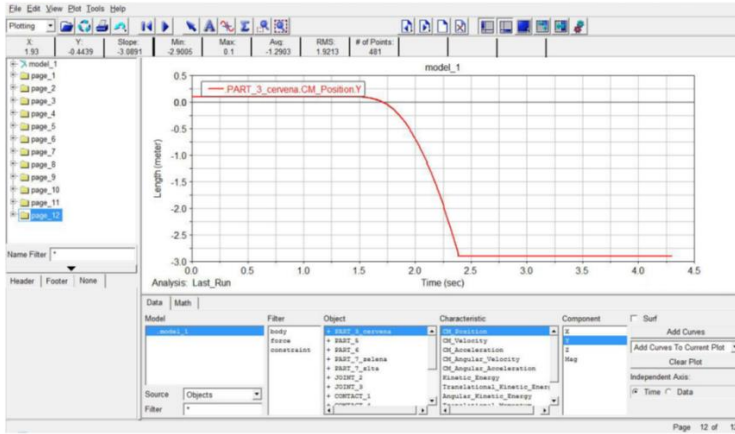 File Edit View Plot Tools Help
Plotting
X: Y: Slope: Min: Max: Avg: RMS: # of Points:
1.93 -0.4439 -3.0891 -2.9005 0.1 -1.2903 1.9213 481
model_1
page_1
page_2
page_3
page_4
page_5
page_6
page_7
page_8
page_9
page_10
page_11
page_12
Name Filter *
Header Footer None
model_1
PART_3_cervena.CM_Position.Y
Length (meter)
0.5
0.0
-0.5
-1.0
-1.5
-2.0
-2.5
-3.0
0.0 0.5 1.0 1.5 2.0 2.5 3.0 3.5 4.0 4.5
Analysis: Last_Run Time (sec)
Data Math
Model Filter Object Characteristic Component Surf
.model_1
body
force
constraint
+ PART_3_cervena
+ PART_5
+ PART_6
+ PART_7_zelena
+ PART_7_zlta
+ JOINT_2
+ JOINT_3
+ CONTACT_1
CM_Position
CM_Velocity
CM_Acceleration
CM_Angular_Velocity
CM_Angular_Acceleration
Kinetic_Energy
Translational_Kinetic_Energ
Angular_Kinetic_Energy
Translational_Momentum
X
Y
Z
Mag
Add Curves
Add Curves To Current Plot
Clear Plot
Independent Axis:
Time Data
Source Objects
Filter *
Page 12 of 12